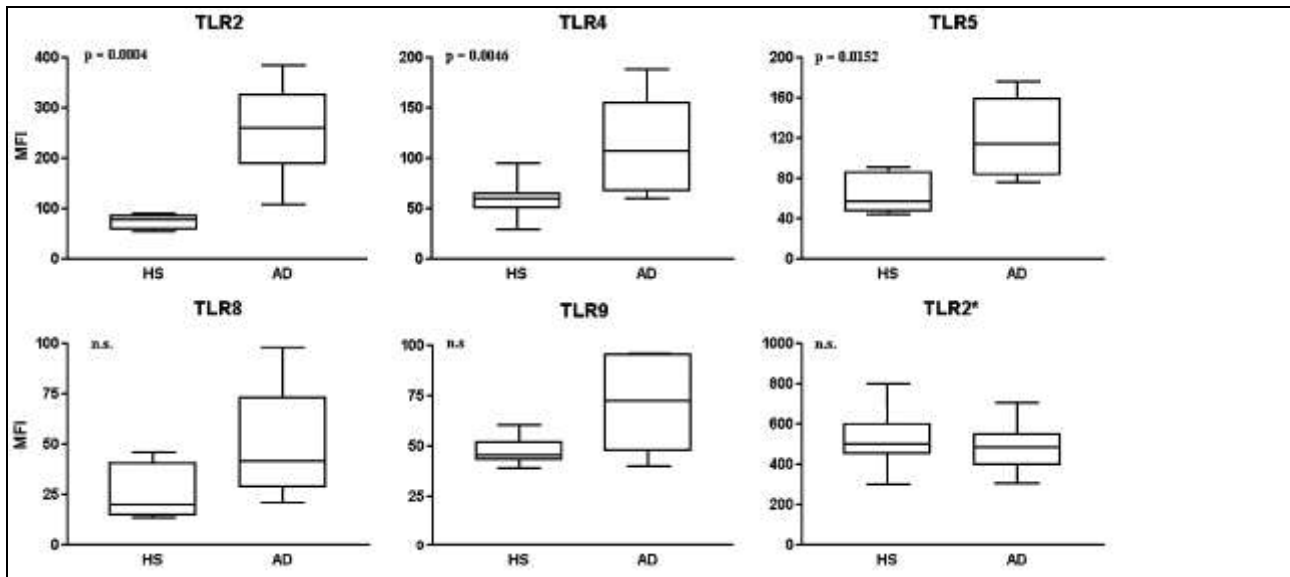 TLR2
p = 0.0004
400
300
200
100
0
MFI
HS AD
TLR4
p = 0.0046
200
150
100
50
0
HS AD
TLR5
p = 0.0152
200
160
120
80
40
0
HS AD
TLR8
n.s.
100
75
50
25
0
MFI
HS AD
TLR9
n.s
100
75
50
25
0
HS AD
TLR2*
n.s.
1000
800
600
400
200
0
HS AD